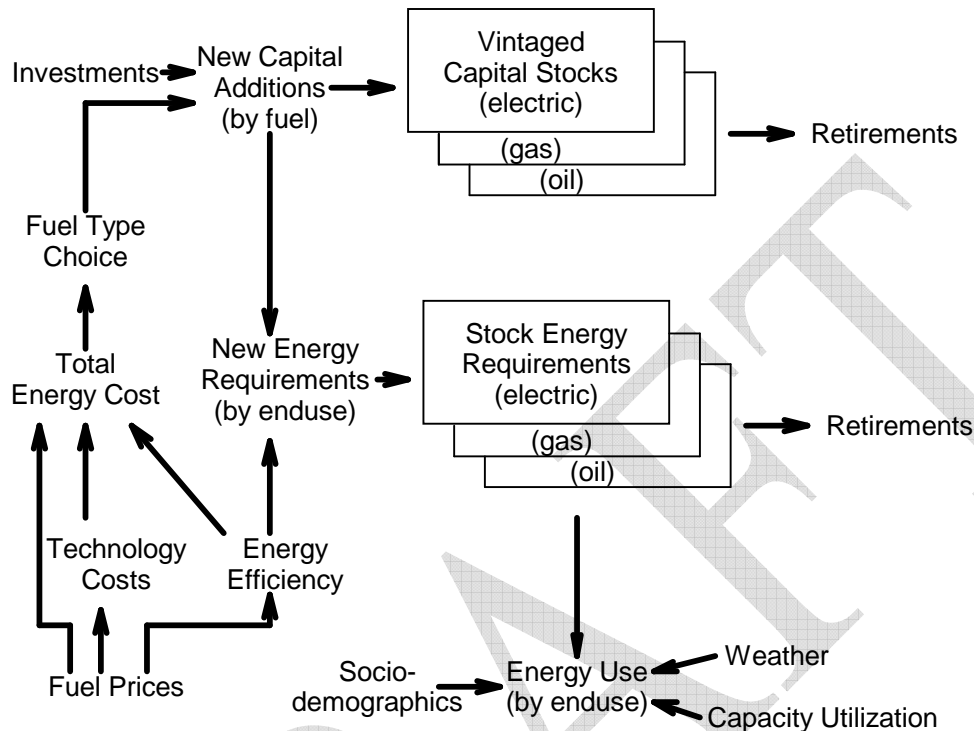 Investments
New Capital
Additions
(by fuel)
Vintaged
Capital Stocks
(electric)
(gas)
(oil)
Retirements
Fuel Type
Choice
Total
Energy Cost
New Energy
Requirements
(by enduse)
Stock Energy
Requirements
(electric)
(gas)
(oil)
Retirements
Technology
Costs
Energy
Efficiency
Fuel Prices
Socio-
demographics
Energy Use
(by enduse)
Weather
Capacity Utilization
DRAFT